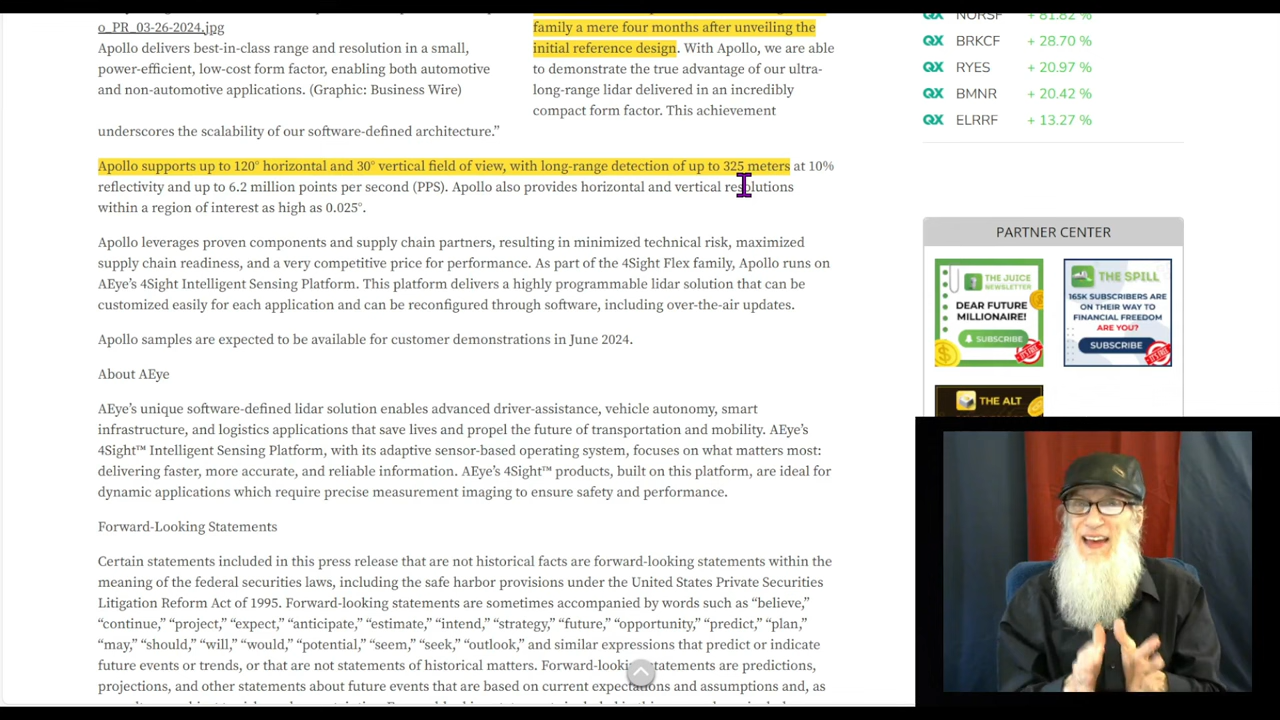 o_PR_03-26-2024.jpg
Apollo delivers best-in-class range and resolution in a small,
power-efficient, low-cost form factor, enabling both automotive
and non-automotive applications. (Graphic: Business Wire)
family a mere four months after unveiling the
initial reference design. With Apollo, we are able
to demonstrate the true advantage of our ultra-
long-range lidar delivered in an incredibly
compact form factor. This achievement
underscores the scalability of our software-defined architecture.”
Apollo supports up to 120° horizontal and 30° vertical field of view, with long-range detection of up to 325 meters at 10%
reflectivity and up to 6.2 million points per second (PPS). Apollo also provides horizontal and vertical resolutions
within a region of interest as high as 0.025°.
Apollo leverages proven components and supply chain partners, resulting in minimized technical risk, maximized
supply chain readiness, and a very competitive price for performance. As part of the 4Sight Flex family, Apollo runs on
AEye’s 4Sight Intelligent Sensing Platform. This platform delivers a highly programmable lidar solution that can be
customized easily for each application and can be reconfigured through software, including over-the-air updates.
Apollo samples are expected to be available for customer demonstrations in June 2024.
About AEye
AEye’s unique software-defined lidar solution enables advanced driver-assistance, vehicle autonomy, smart
infrastructure, and logistics applications that save lives and propel the future of transportation and mobility. AEye’s
4Sight™ Intelligent Sensing Platform, with its adaptive sensor-based operating system, focuses on what matters most:
delivering faster, more accurate, and reliable information. AEye’s 4Sight™ products, built on this platform, are ideal for
dynamic applications which require precise measurement imaging to ensure safety and performance.
Forward-Looking Statements
Certain statements included in this press release that are not historical facts are forward-looking statements within the
meaning of the federal securities laws, including the safe harbor provisions under the United States Private Securities
Litigation Reform Act of 1995. Forward-looking statements are sometimes accompanied by words such as “believe,”
“continue,” “project,” “expect,” “anticipate,” “estimate,” “intend,” “strategy,” “future,” “opportunity,” “predict,” “plan,”
“may,” “should,” “will,” “would,” “potential,” “seem,” “seek,” “outlook,” and similar expressions that predict or indicate
future events or trends, or that are not statements of historical matters. Forward-looking statements are predictions,
projections, and other statements about future events that are based on current expectations and assumptions and, as
QX NORSF + 81.82 %
QX BRKCF + 28.70 %
QX RYES + 20.97 %
QX BMNR + 20.42 %
QX ELRRF + 13.27 %
PARTNER CENTER
THE JUICE
NEWSLETTER
DEAR FUTURE
MILLIONAIRE!
SUBSCRIBE
THE SPILL
165K SUBSCRIBERS ARE
ON THEIR WAY TO
FINANCIAL FREEDOM
ARE YOU?
SUBSCRIBE
THE ALT